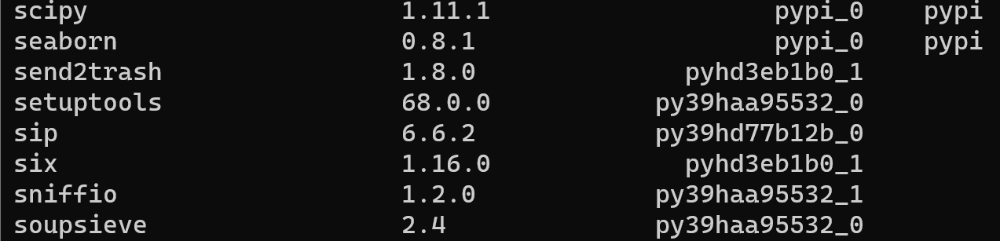 scipy 1.11.1 pypi_0 pypi
seaborn 0.8.1 pypi_0 pypi
send2trash 1.8.0 pyhd3eb1b0_1
setuptools 68.0.0 py39haa95532_0
sip 6.6.2 py39hd77b12b_0
six 1.16.0 pyhd3eb1b0_1
sniffio 1.2.0 py39haa95532_1
soupsieve 2.4 py39haa95532_0